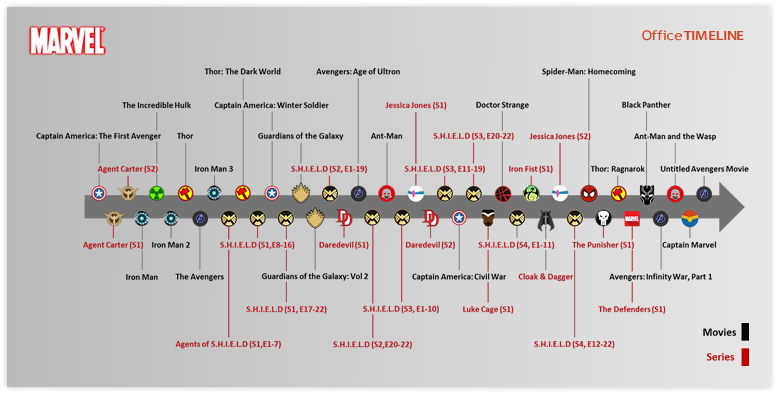 MARVEL
Office TIMELINE
Thor: The Dark World
Avengers: Age of Ultron
Spider-Man: Homecoming
The Incredible Hulk
Captain America: Winter Soldier
Jessica Jones (S1)
Doctor Strange
Black Panther
Captain America: The First Avenger
Thor
Guardians of the Galaxy
Ant-Man
S.H.I.E.L.D (S3, E20-22)
Jessica Jones (S2)
Ant-Man and the Wasp
Agent Carter (S2)
Iron Man 3
S.H.I.E.L.D (S2, E1-19)
S.H.I.E.L.D (S3, E11-19)
Iron Fist (S1)
Thor: Ragnarok
Untitled Avengers Movie
Agent Carter (S1)
Iron Man 2
S.H.I.E.L.D (S1,E8-16)
Daredevil (S1)
Daredevil (S2)
S.H.I.E.L.D (S4, E1-11)
The Punisher (S1)
Captain Marvel
Iron Man
The Avengers
Guardians of the Galaxy: Vol 2
Captain America: Civil War
Cloak & Dagger
Avengers: Infinity War, Part 1
S.H.I.E.L.D (S1, E17-22)
S.H.I.E.L.D (S3, E1-10)
Luke Cage (S1)
The Defenders (S1)
Agents of S.H.I.E.L.D (S1,E1-7)
S.H.I.E.L.D (S2,E20-22)
S.H.I.E.L.D (S4, E12-22)
Movies
Series